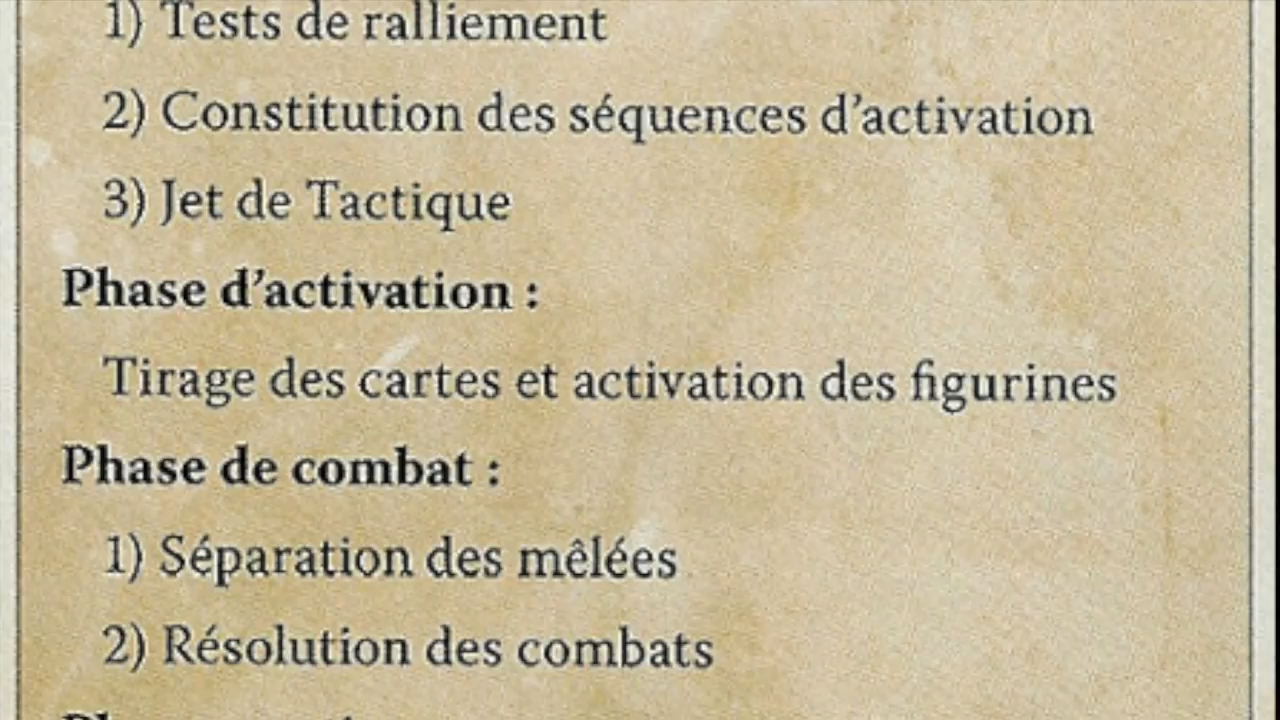 1) Tests de ralliement
2) Constitution des séquences d’activation
3) Jet de Tactique
Phase d’activation :
Tirage des cartes et activation des figurines
Phase de combat :
1) Séparation des mêlées
2) Résolution des combats